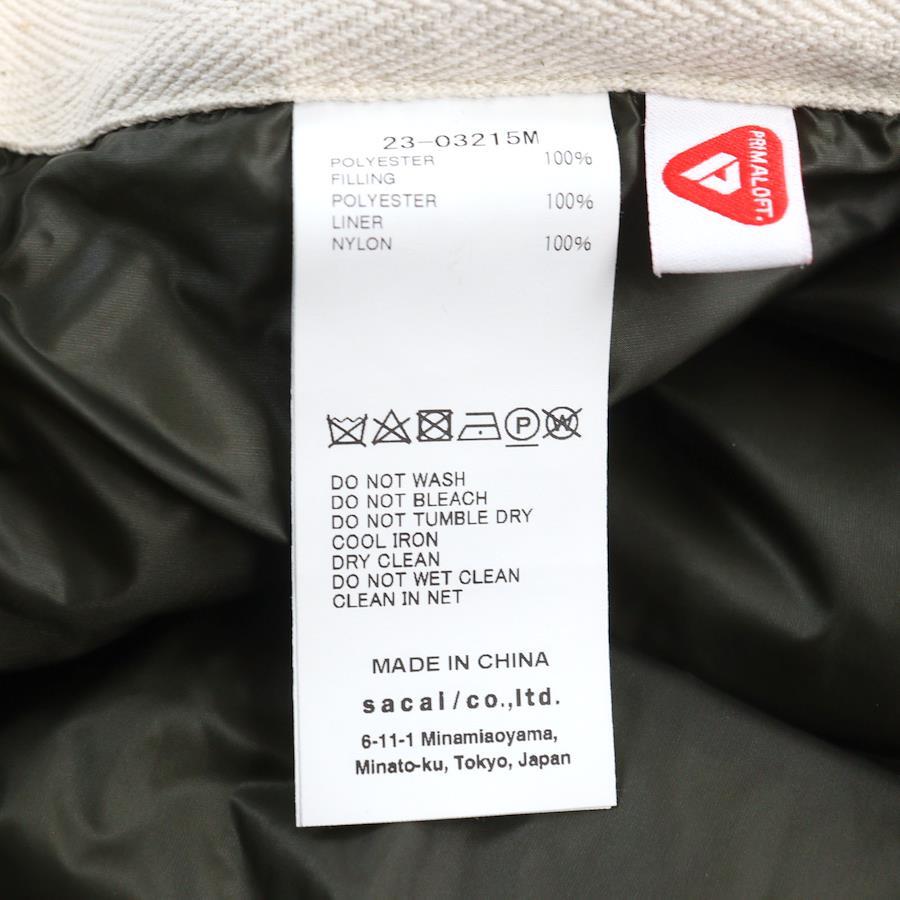 23-03215M
POLYESTER 100%
FILLING
POLYESTER 100%
LINER
NYLON 100%
P W
DO NOT WASH
DO NOT BLEACH
DO NOT TUMBLE DRY
COOL IRON
DRY CLEAN
DO NOT WET CLEAN
CLEAN IN NET
MADE IN CHINA
sacai/co.,ltd.
6-11-1 Minamiaoyama,
Minato-ku, Tokyo, Japan
PRIMALOFT.